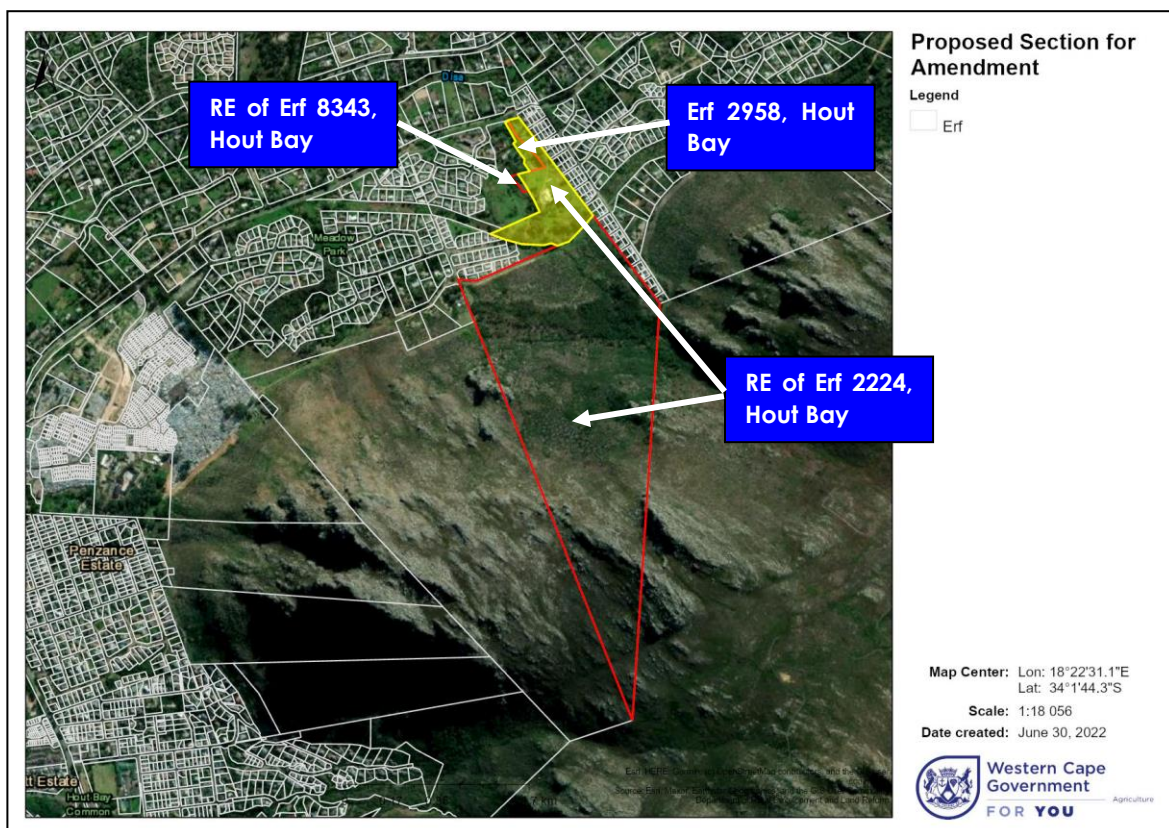 Proposed Section for
Amendment
Legend
Erf
Disa
RE of Erf 8343,
Hout Bay
Erf 2958, Hout
Bay
Meadow
Park
RE of Erf 2224,
Hout Bay
Penzance
Estate
Estate
Hout Bay
Common
Map Center: Lon: 18°22'31.1"E
Lat: 34°1'44.3"S
Scale: 1:18 056
Date created: June 30, 2022
Western Cape
Government
Agriculture
FOR YOU